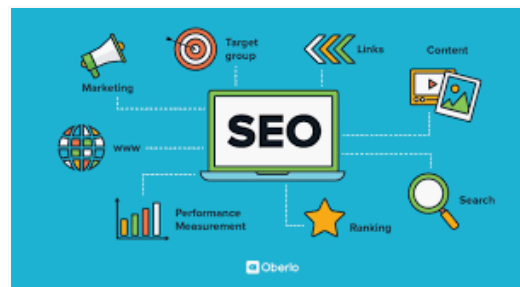 Target
group
Links
Content
Marketing
SEO
www
Search
Performance
Measurement
Ranking
Oberlo